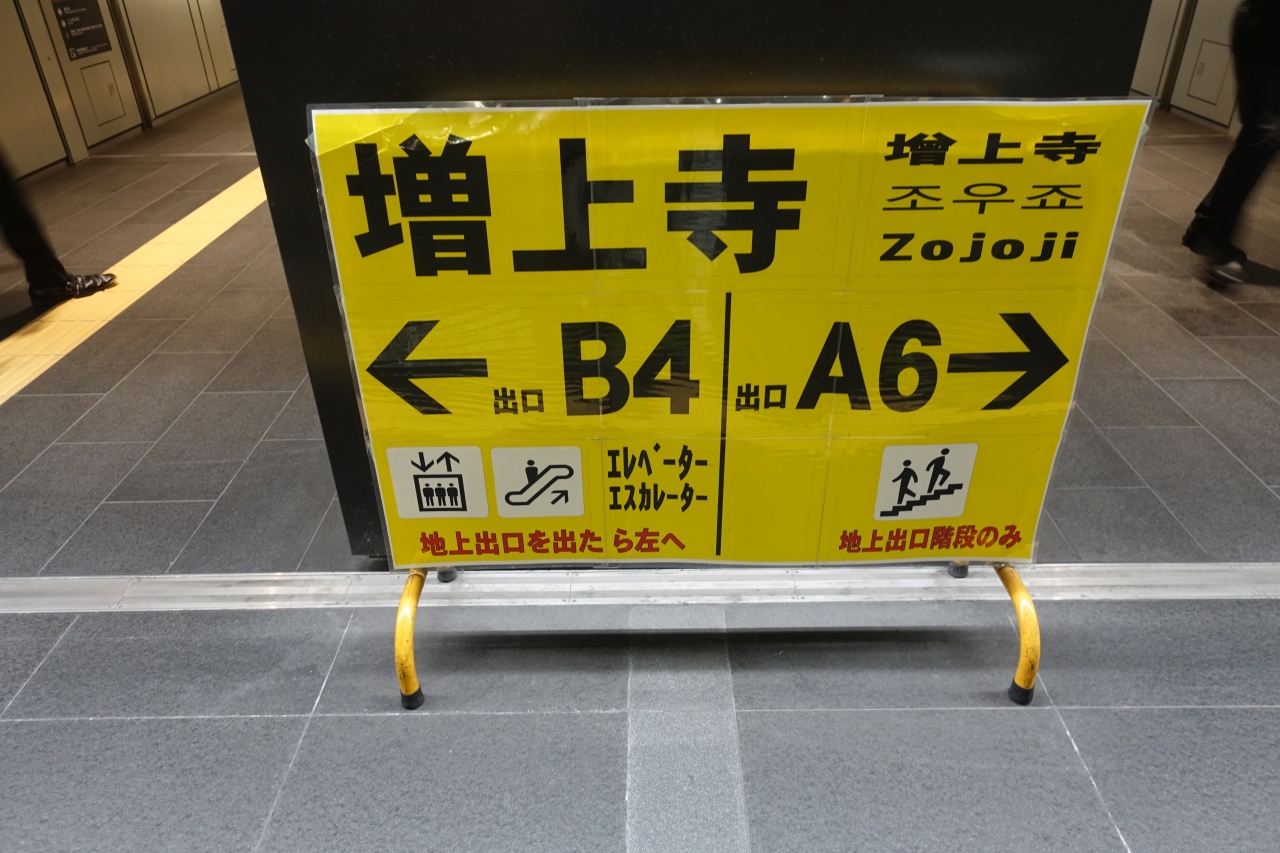 増上寺
增上寺
조우죠
Zojoji
← 出口 B4
出口 A6 →
エレベーター
エスカレーター
地上出口を出たら左へ
地上出口階段のみ